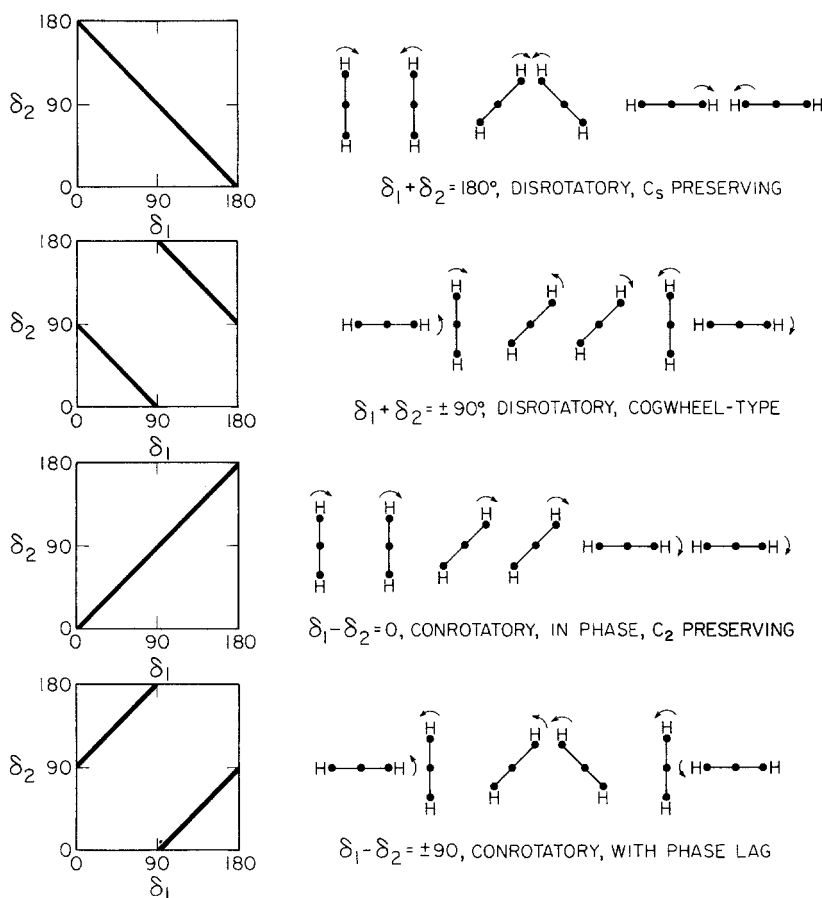 180
δ₂ 90
0
0 90 180
δ₁
H H H H H H H H
H H H H
δ₁+δ₂=180°, DISROTATORY, Cₛ PRESERVING
180
δ₂ 90
0
0 90 180
δ₁
H H H H H H H H
H H H H
δ₁+δ₂=±90°, DISROTATORY, COGWHEEL-TYPE
180
δ₂ 90
0
0 90 180
δ₁
H H H H H H H H
H H H H
δ₁-δ₂=0, CONROTATORY, IN PHASE, C₂ PRESERVING
180
δ₂ 90
0
0 90 180
δ₁
H H H H H H H H
H H H H
δ₁-δ₂=±90, CONROTATORY, WITH PHASE LAG